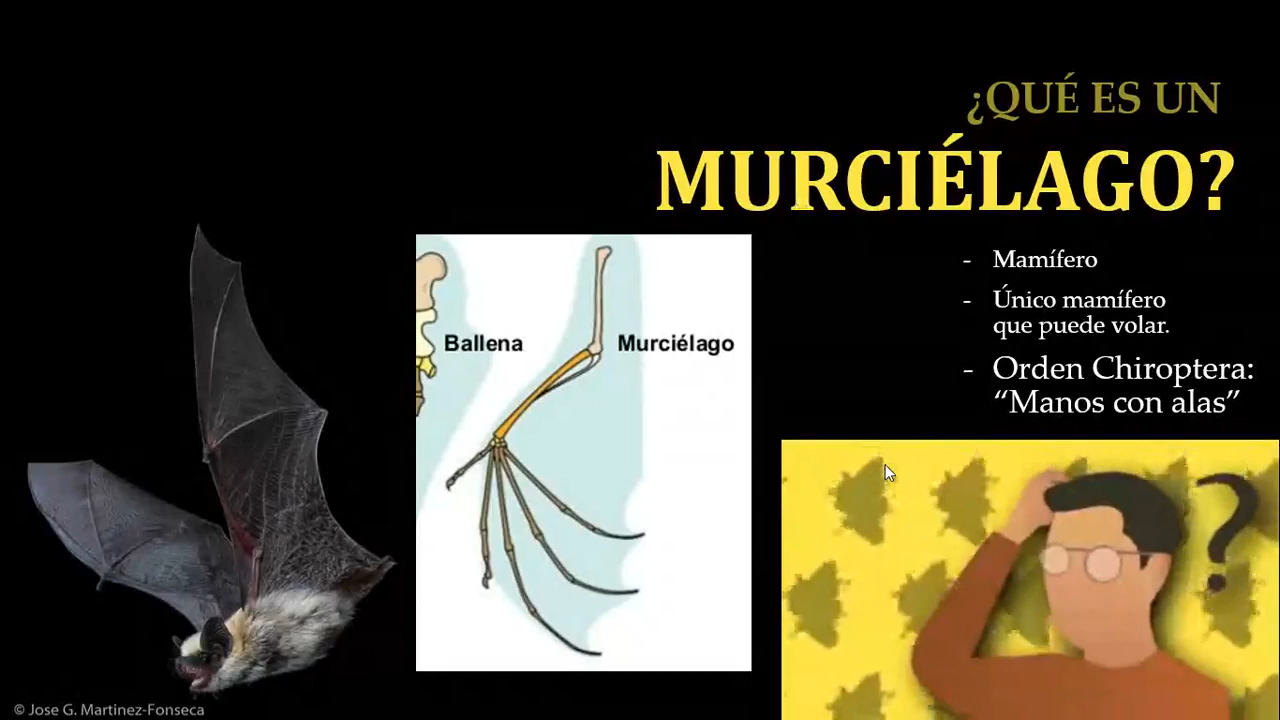 ¿QUÉ ES UN
MURCIÉLAGO?
- Mamífero
- Único mamífero
que puede volar.
- Orden Chiroptera:
“Manos con alas”
Ballena
Murciélago
?
© Jose G. Martinez-Fonseca